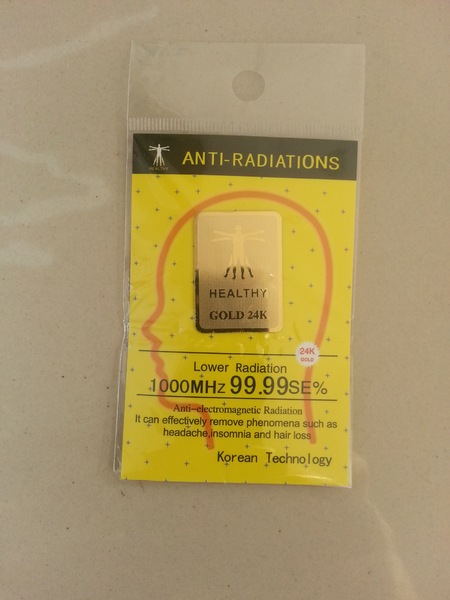 HEALTHY
ANTI-RADIATIONS
HEALTHY
GOLD 24K
24K
GOLD
Lower Radiation
1000MHz 99.99SE%
Anti-electromagnetic Radiation
It can effectively remove phenomena such as
headache,insomnia and hair loss
Korean Technology